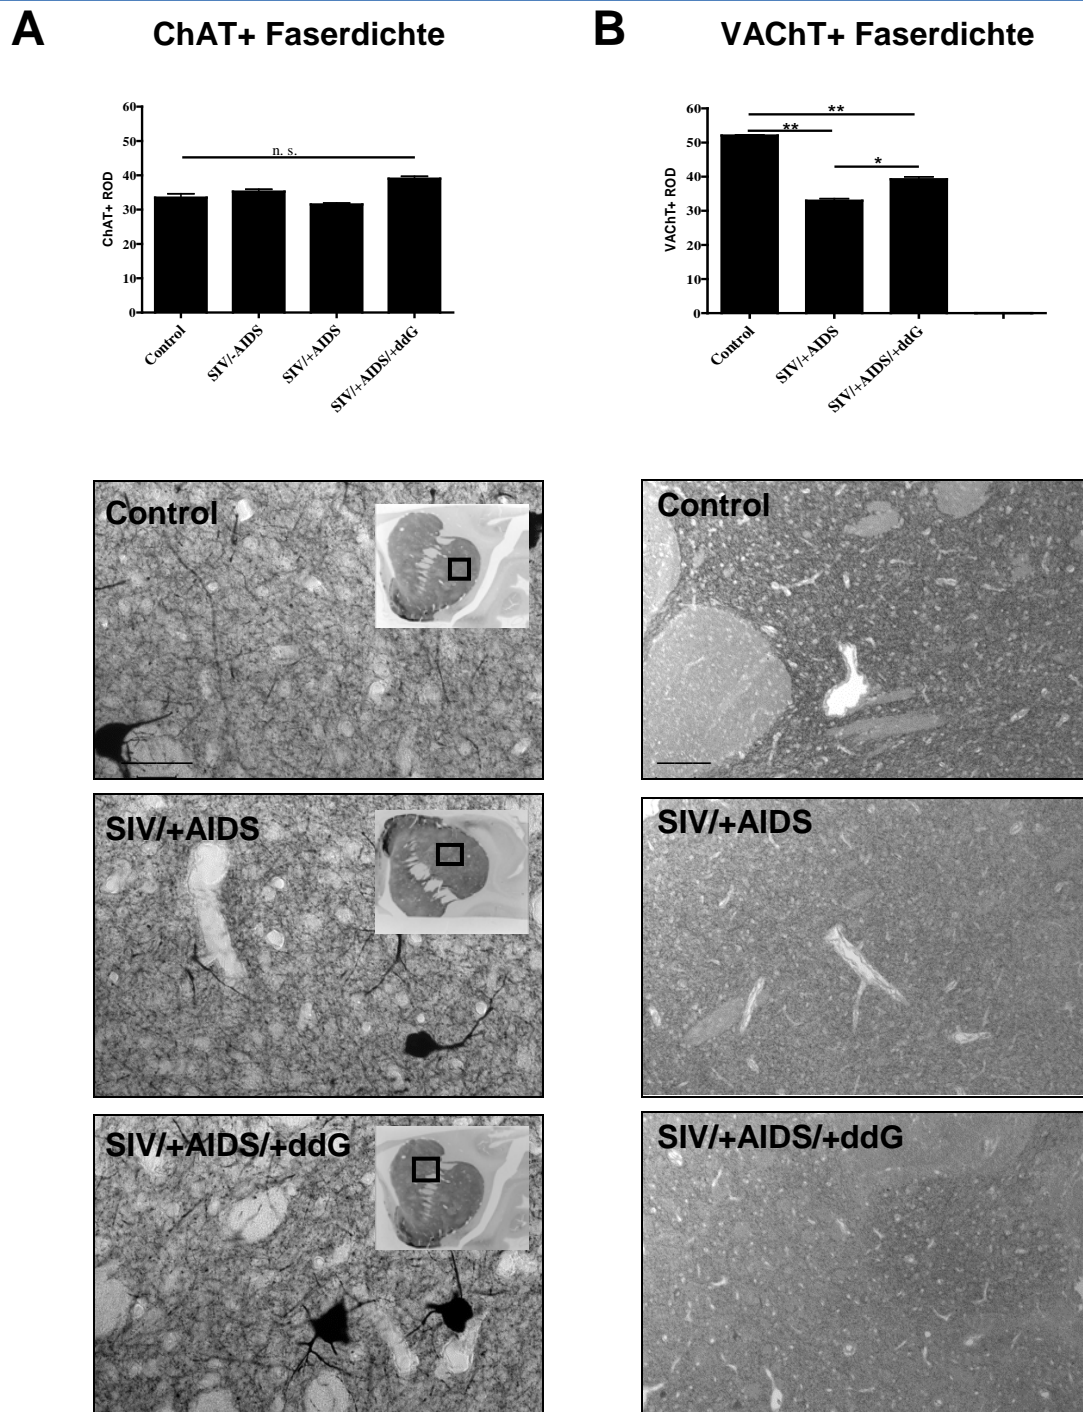 A
ChAT+ Faserdichte
60
50
40
30
20
10
0
ChAT+ ROD
n. s.
Control
SIV/-AIDS
SIV/+AIDS
SIV/+AIDS/+ddG
Control
SIV/+AIDS
SIV/+AIDS/+ddG
B
VAChT+ Faserdichte
60
50
40
30
20
10
0
VAChT+ ROD
**
**
*
Control
SIV/+AIDS
SIV/+AIDS/+ddG
Control
SIV/+AIDS
SIV/+AIDS/+ddG